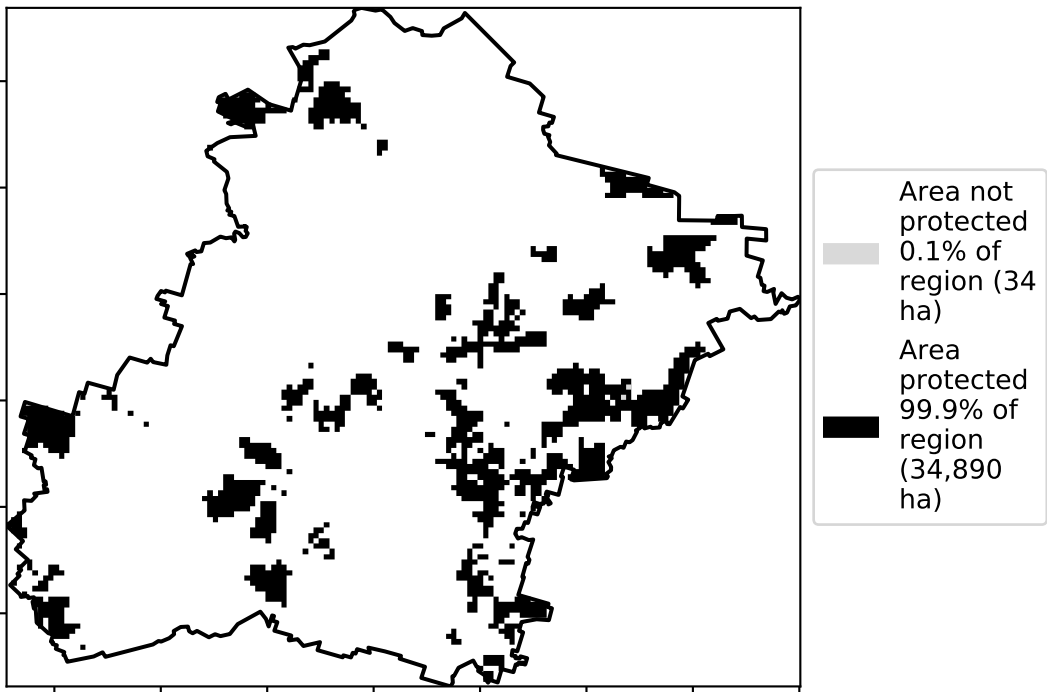 Area not
protected
0.1% of
region (34
ha)
Area
protected
99.9% of
region
(34,890
ha)